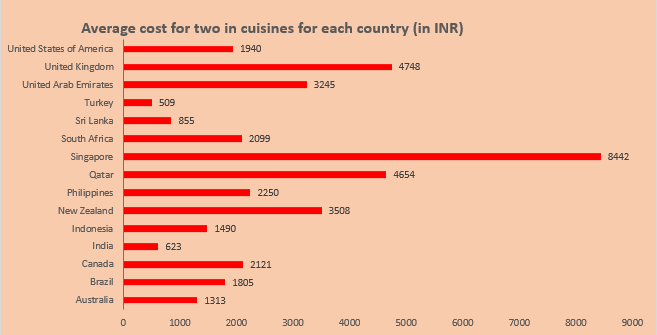 Average cost for two in cuisines for each country (in INR)
United States of America 1940
United Kingdom 4748
United Arab Emirates 3245
Turkey 509
Sri Lanka 855
South Africa 2099
Singapore 8442
Qatar 4654
Philippines 2250
New Zealand 3508
Indonesia 1490
India 623
Canada 2121
Brazil 1805
Australia 1313
0 1000 2000 3000 4000 5000 6000 7000 8000 9000